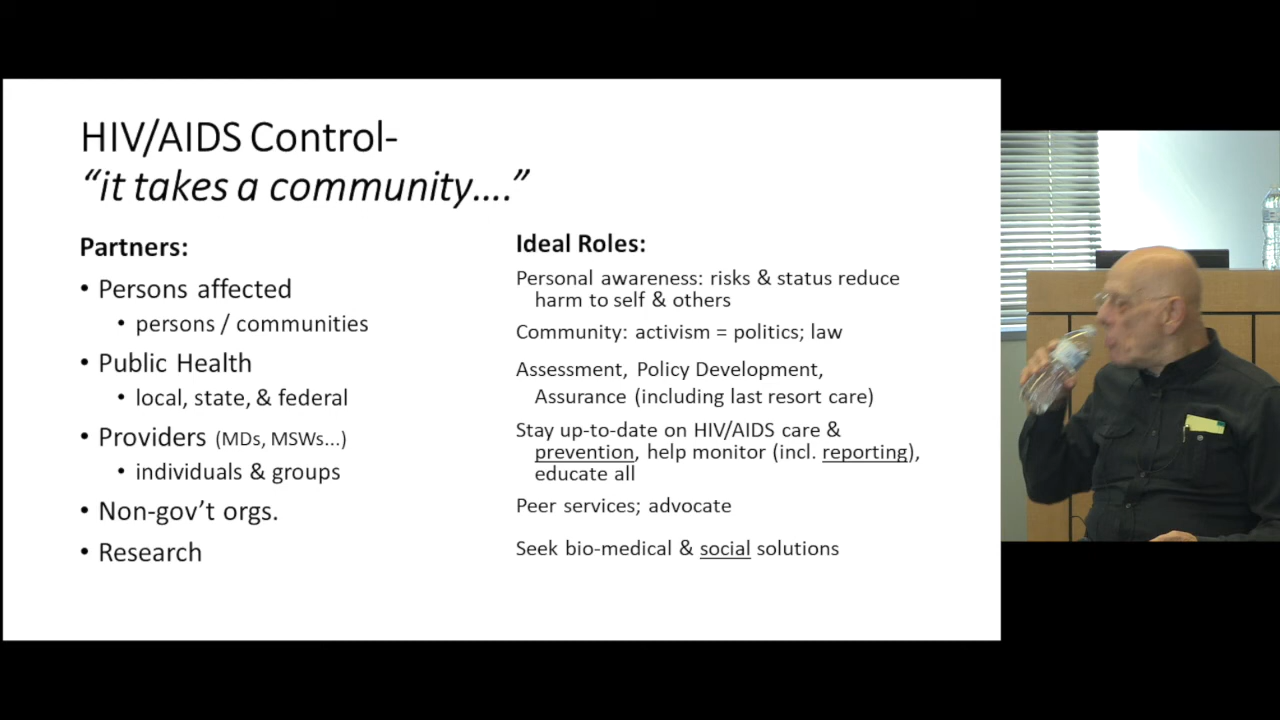 HIV/AIDS Control-
“it takes a community....”
Partners:
• Persons affected
• persons / communities
• Public Health
• local, state, & federal
• Providers (MDs, MSWs...)
• individuals & groups
• Non-gov’t orgs.
• Research
Ideal Roles:
Personal awareness: risks & status reduce
harm to self & others
Community: activism = politics; law
Assessment, Policy Development,
Assurance (including last resort care)
Stay up-to-date on HIV/AIDS care &
prevention, help monitor (incl. reporting),
educate all
Peer services; advocate
Seek bio-medical & social solutions